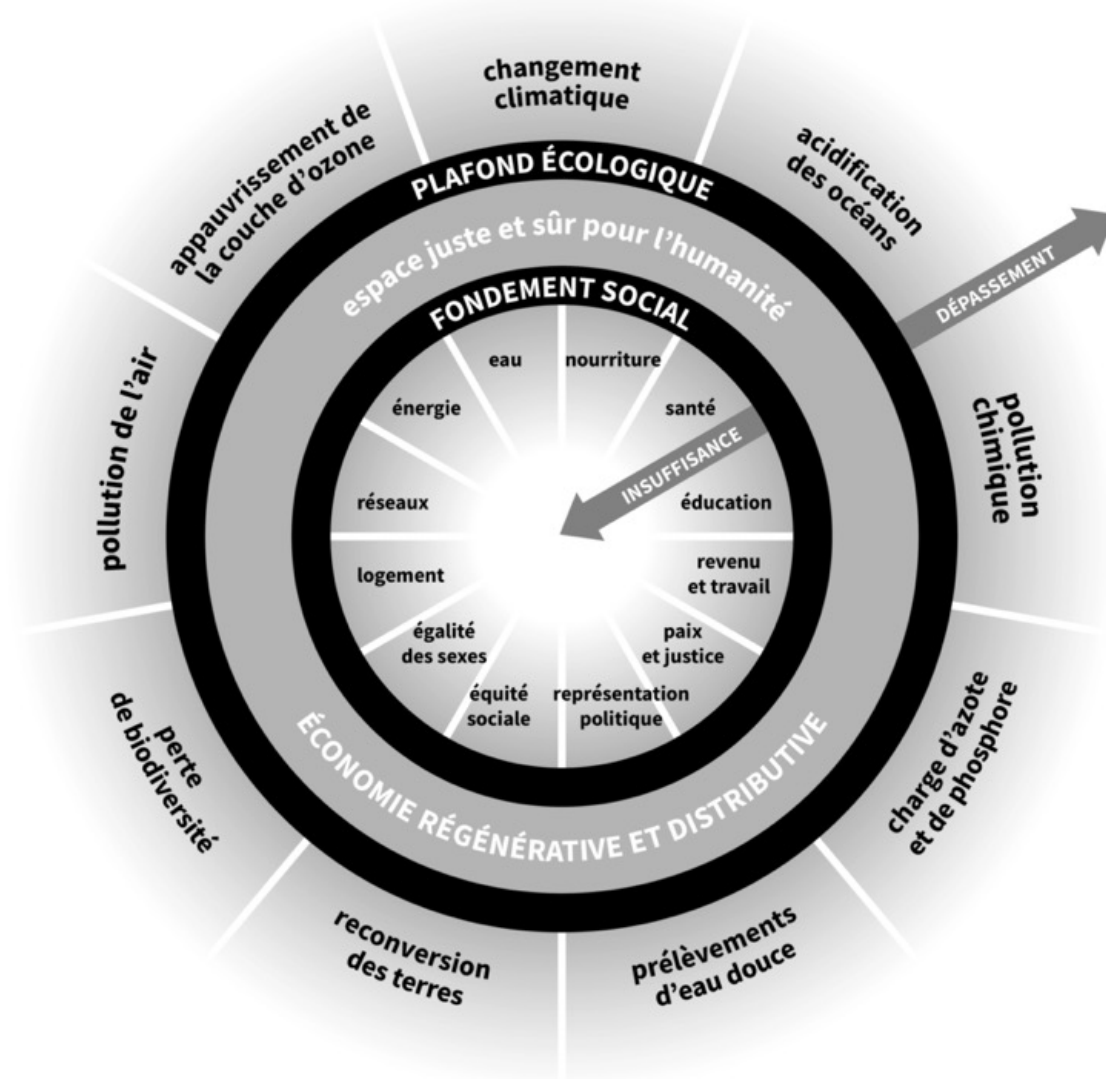 changement
climatique
acidification
des océans
DÉPASSEMENT
pollution
chimique
charge d'azote
et de phosphore
prélèvements
d'eau douce
reconversion
des terres
perte
de biodiversité
pollution de l'air
appauvrissement de
la couche d'ozone
PLAFOND ÉCOLOGIQUE
espace juste et sûr pour l'humanité
FONDEMENT SOCIAL
eau
nourriture
santé
INSUFFISANCE
éducation
revenu
et travail
paix
et justice
représentation
politique
équité
sociale
égalité
des sexes
logement
réseaux
énergie
ÉCONOMIE RÉGÉNÉRATIVE ET DISTRIBUTIVE